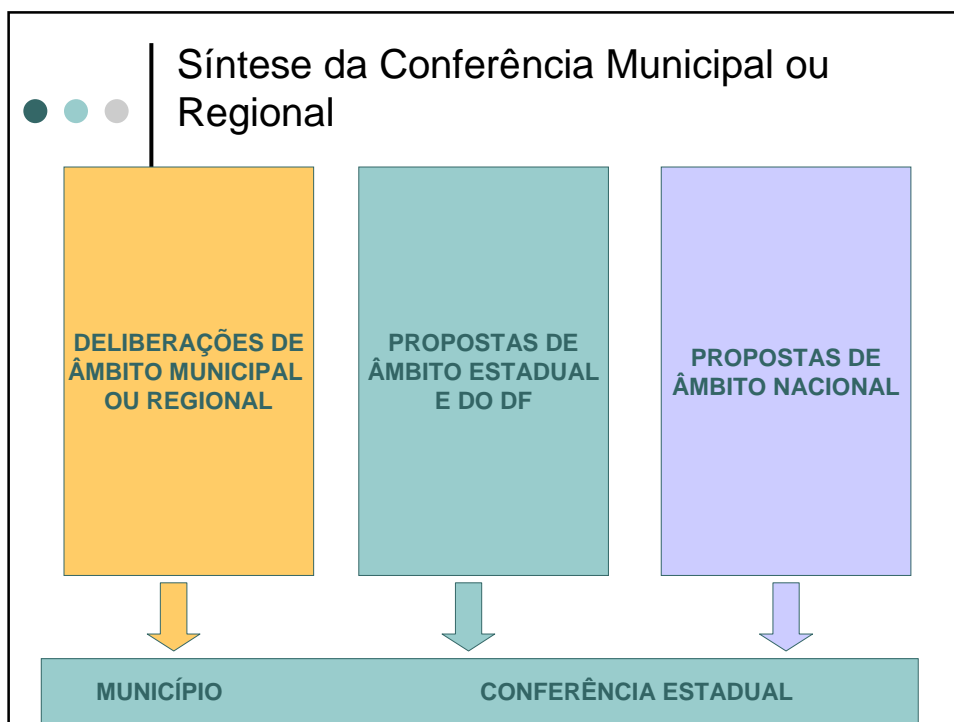 Síntese da Conferência Municipal ou
Regional
DELIBERAÇÕES DE
ÂMBITO MUNICIPAL
OU REGIONAL
PROPOSTAS DE
ÂMBITO ESTADUAL
E DO DF
PROPOSTAS DE
ÂMBITO NACIONAL
MUNICÍPIO
CONFERÊNCIA ESTADUAL